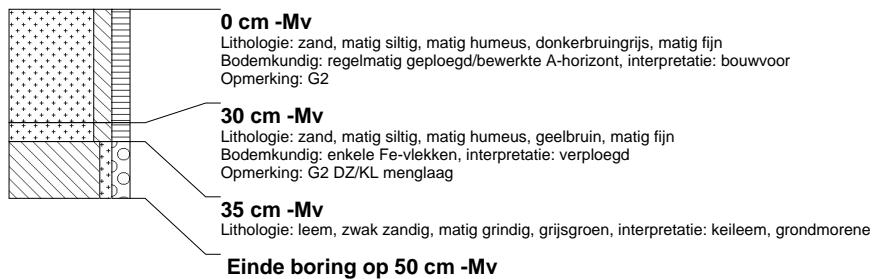 0 cm -Mv
Lithologie: zand, matig siltig, matig humeus, donkerbruingrijs, matig fijn
Bodemkundig: regelmatig geploegd/bewerkte A-horizont, interpretatie: bouwvoor
Opmerking: G2
30 cm -Mv
Lithologie: zand, matig siltig, matig humeus, geelbruin, matig fijn
Bodemkundig: enkele Fe-vlekken, interpretatie: verploegd
Opmerking: G2 DZ/KL menglaag
35 cm -Mv
Lithologie: leem, zwak zandig, matig grindig, grijsgroen, interpretatie: keileem, grondmorene
Einde boring op 50 cm -Mv